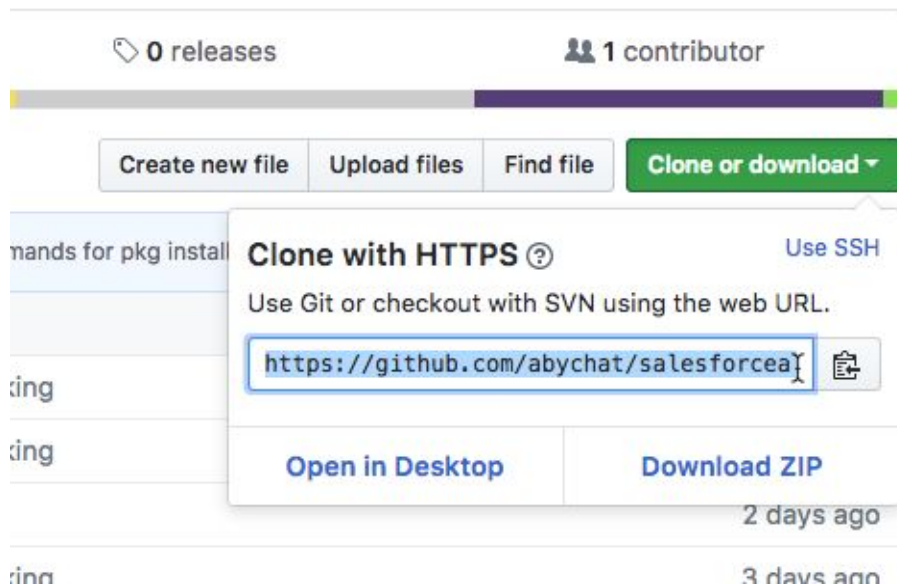 0 releases
1 contributor
Create new file
Upload files
Find file
Clone or download
mands for pkg install
Clone with HTTPS
Use SSH
Use Git or checkout with SVN using the web URL.
https://github.com/abychat/salesforcea
king
king
Open in Desktop
Download ZIP
2 days ago
king
3 days ago